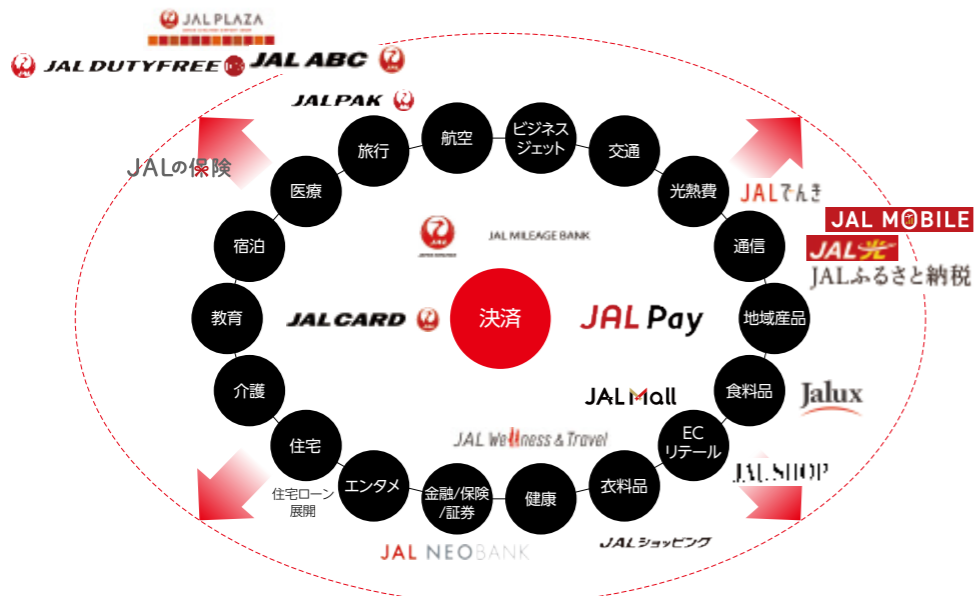 JAL PLAZA
JAL DUTYFREE
JAL ABC
JALPAK
ビジネス
ジェット
航空
旅行
交通
JALの保険
医療
光熱費
JALでんき
JAL MOBILE
宿泊
JAL MILEAGE BANK
通信
JAL光
JALふるさと納税
教育
JALCARD
決済
JAL Pay
地域産品
介護
JAL Mall
食料品
Jalux
住宅
JAL Wellness & Travel
EC
リテール
JAL SHOP
住宅ローン
展開
エンタメ
金融/保険
/証券
健康
衣料品
JAL NEOBANK
JALショッピング